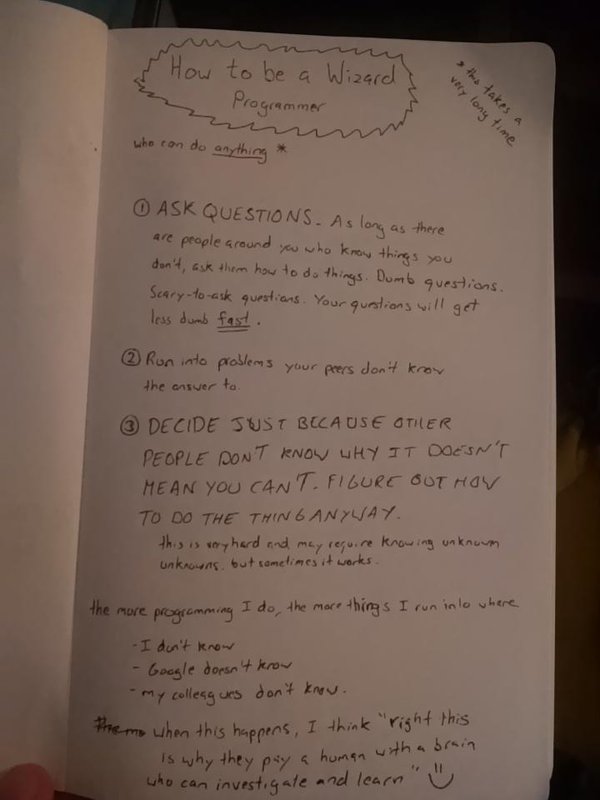 How to be a Wizard
Programmer
* this takes a
very long time
who can do anything *
① ASK QUESTIONS. As long as there
are people around you who know things you
don't, ask them how to do things. Dumb questions.
Scary-to-ask questions. Your questions will get
less dumb fast.
② Run into problems your peers don't know
the answer to.
③ DECIDE JUST BECAUSE OTHER
PEOPLE DON'T KNOW WHY IT DOESN'T
MEAN YOU CAN'T. FIGURE OUT HOW
TO DO THE THING ANYWAY.
this is very hard and may require knowing unknown
unknowns. but sometimes it works.
the more programming I do, the more things I run into where
- I don't know
- Google doesn't know
- my colleagues don't know.
when this happens, I think "right this
is why they pay a human with a brain
who can investigate and learn"